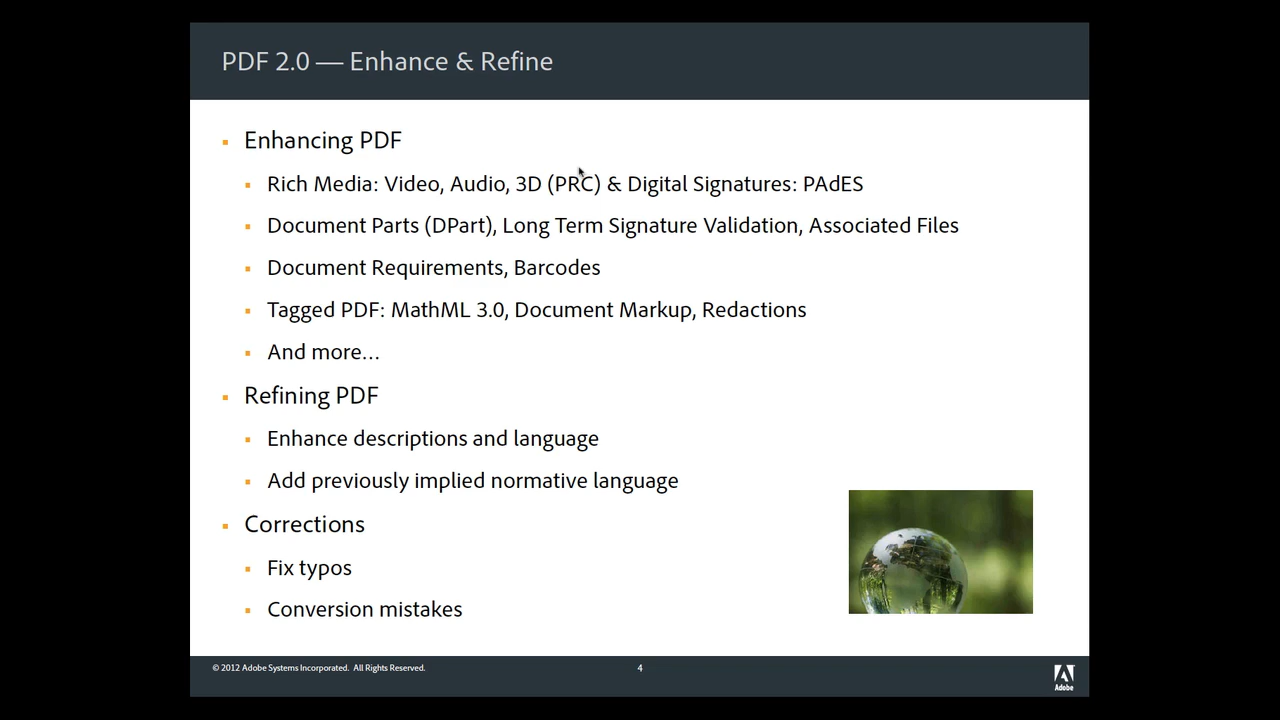 PDF 2.0 — Enhance & Refine
Enhancing PDF
Rich Media: Video, Audio, 3D (PRC) & Digital Signatures: PAdES
Document Parts (DPart), Long Term Signature Validation, Associated Files
Document Requirements, Barcodes
Tagged PDF: MathML 3.0, Document Markup, Redactions
And more…
Refining PDF
Enhance descriptions and language
Add previously implied normative language
Corrections
Fix typos
Conversion mistakes
© 2012 Adobe Systems Incorporated. All Rights Reserved.
4
Adobe